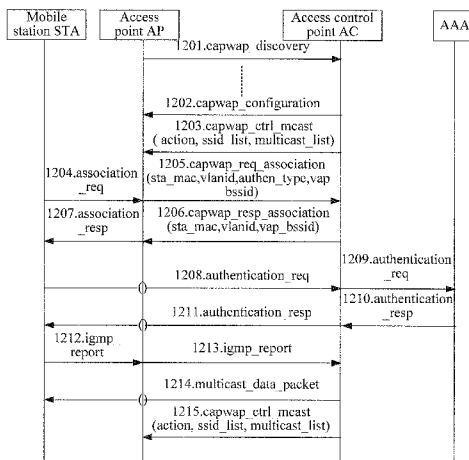 Mobile
station STA
Access
point AP
Access control
point AC
AAA
1201.capwap_discovery
1202.capwap_configuration
1203.capwap_ctrl_mcast
( action, ssid_list, multicast_list)
1204.association
_req
1205.capwap_req_association
(sta_mac,vlanid,authen_type,vap
bssid)
1207.association
_resp
1206.capwap_resp_association
(sta_mac,vlanid,vap_bssid)
1209.authentication
_req
1208.authentication_req
1210.authentication
_resp
1211.authentication_resp
1212.igmp_
report
1213.igmp_report
1214.multicast_data_packet
1215.capwap_ctrl_mcast
(action, ssid_list, multicast_list)